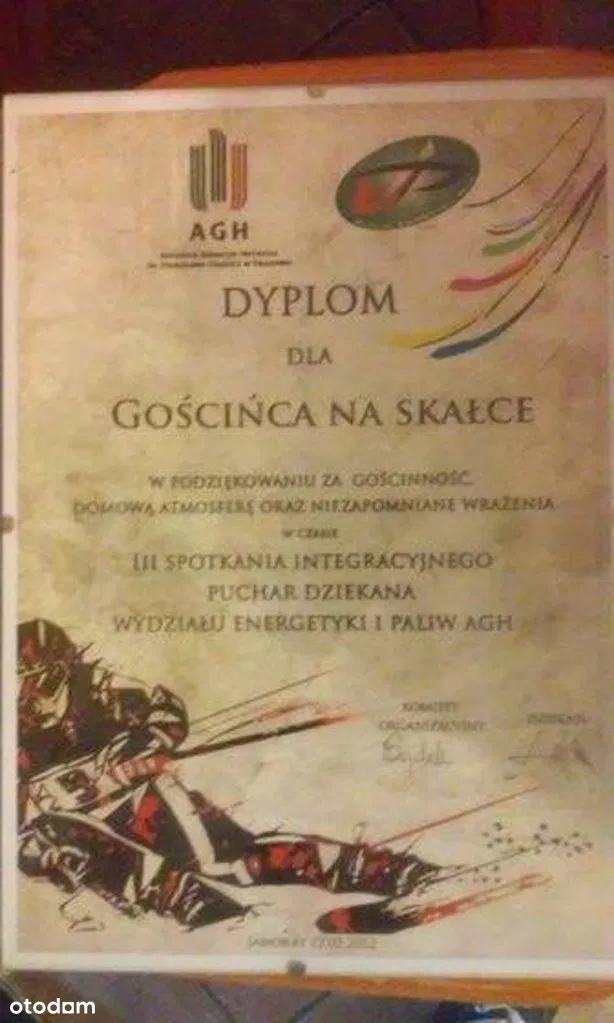 AGH
DYPLOM
DLA
GOŚCIŃCA NA SKAŁCE
W PODZIĘKOWANIU ZA GOŚCINNOŚĆ,
DOMOWĄ ATMOSFERĘ ORAZ NIEZAPOMNIANE WRAŻENIA
W CZASIE
III SPOTKANIA INTEGRACYJNEGO
PUCHAR DZIEKANA
WYDZIAŁU ENERGETYKI I PALIW AGH
KOMITET
ORGANIZACYJNY
DZIEKAN
otodom